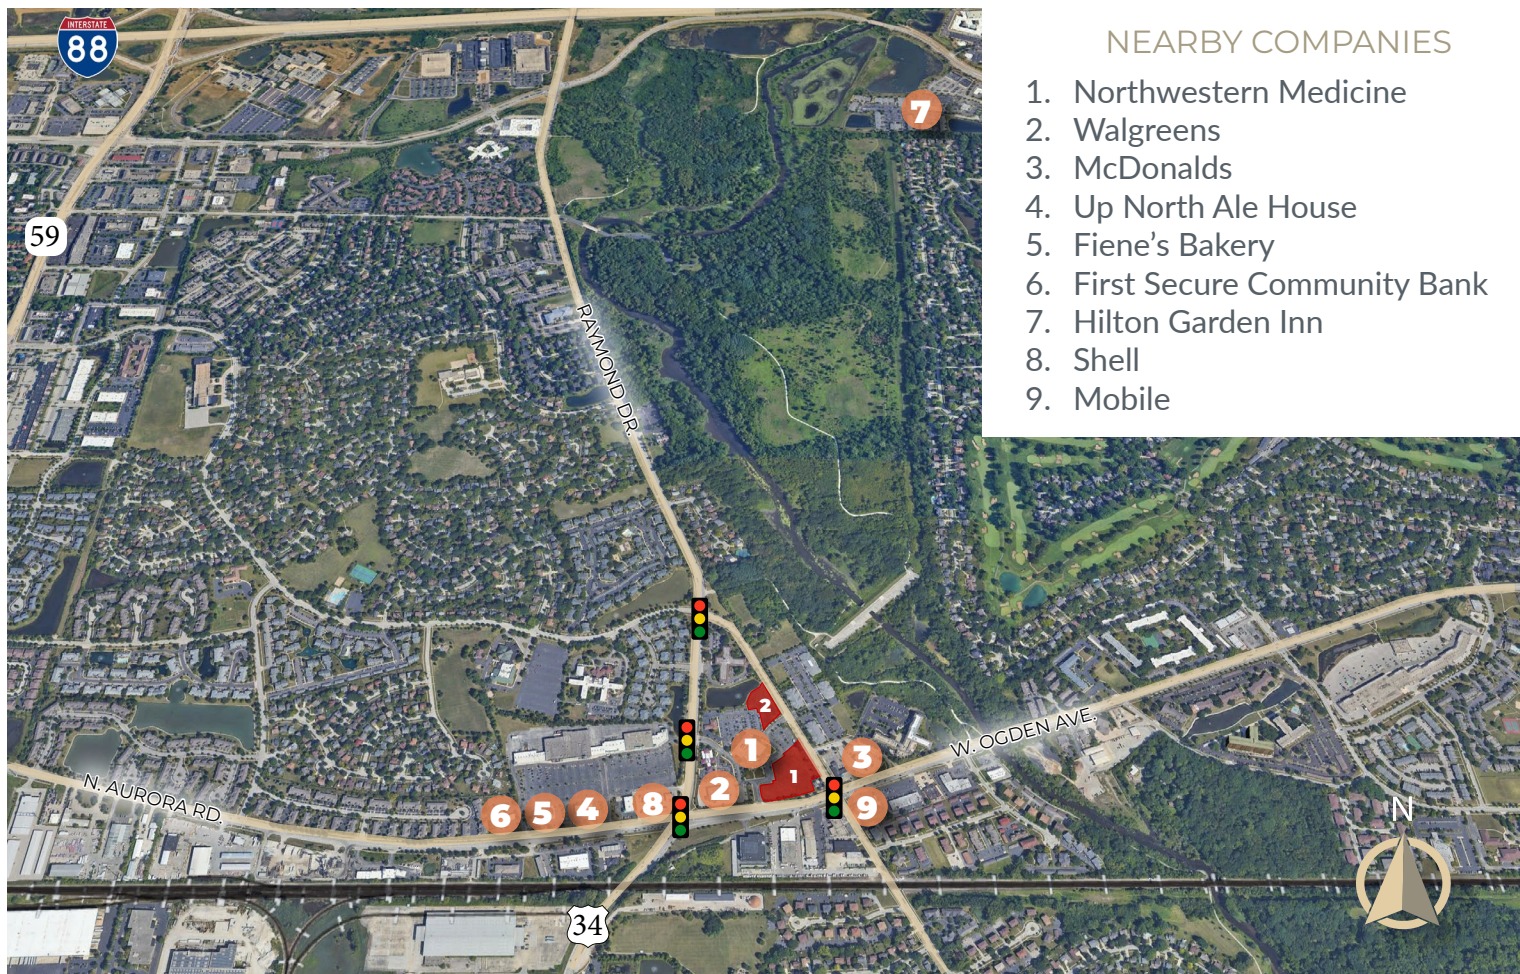 INTERSTATE
88
NEARBY COMPANIES
1. Northwestern Medicine
2. Walgreens
3. McDonalds
4. Up North Ale House
5. Fiene's Bakery
6. First Secure Community Bank
7. Hilton Garden Inn
8. Shell
9. Mobile
7
59
RAYMOND DR.
2
1
1
3
W. OGDEN AVE.
N. AURORA RD.
6
5
4
8
2
9
N
34